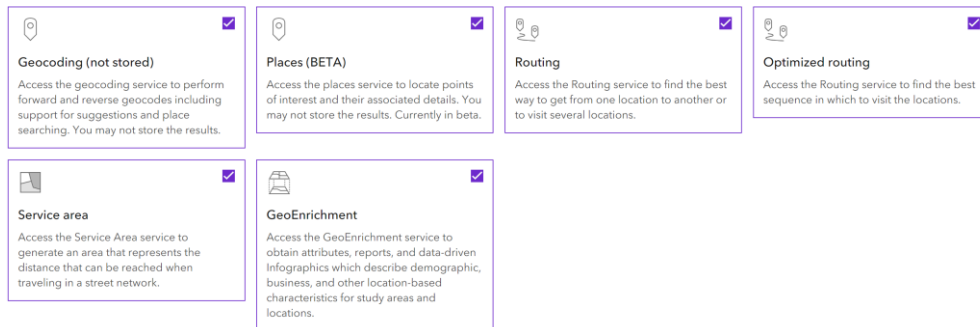 Geocoding (not stored)
Access the geocoding service to perform
forward and reverse geocodes including
support for suggestions and place
searching. You may not store the results.
Places (BETA)
Access the places service to locate points
of interest and their associated details. You
may not store the results. Currently in beta.
Routing
Access the Routing service to find the best
way to get from one location to another or
to visit several locations.
Optimized routing
Access the Routing service to find the best
sequence in which to visit the locations.
Service area
Access the Service Area service to
generate an area that represents the
distance that can be reached when
traveling in a street network.
GeoEnrichment
Access the GeoEnrichment service to
obtain attributes, reports, and data-driven
Infographics which describe demographic,
business, and other location-based
characteristics for study areas and
locations.